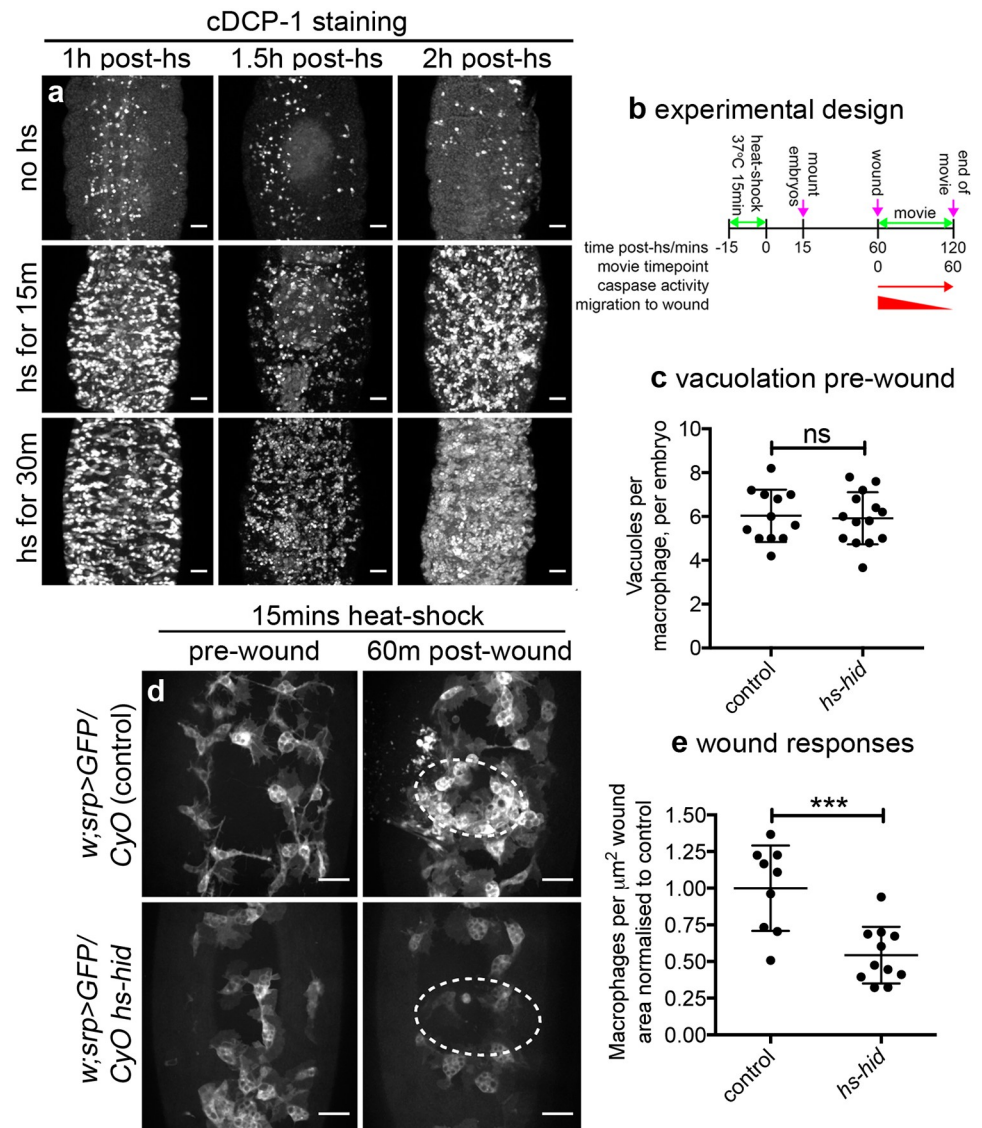 cDCP-1 staining
1h post-hs 1.5h post-hs 2h post-hs
a
no hs
hs for 15m
hs for 30m
b experimental design
heat-shock
37ºC 15min
mount
embryos
wound
end of
movie
movie
time post-hs/mins -15 0 15 60 120
movie timepoint 0 60
caspase activity
migration to wound
c vacuolation pre-wound
Vacuoles per
macrophage, per embryo
10
8
6
4
2
0
ns
control hs-hid
15mins heat-shock
pre-wound 60m post-wound
d
w;srp>GFP/
CyO (control)
w;srp>GFP/
CyO hs-hid
e wound responses
Macrophages per μm² wound
area normalised to control
1.50
1.25
1.00
0.75
0.50
0.25
0.00
***
control hs-hid